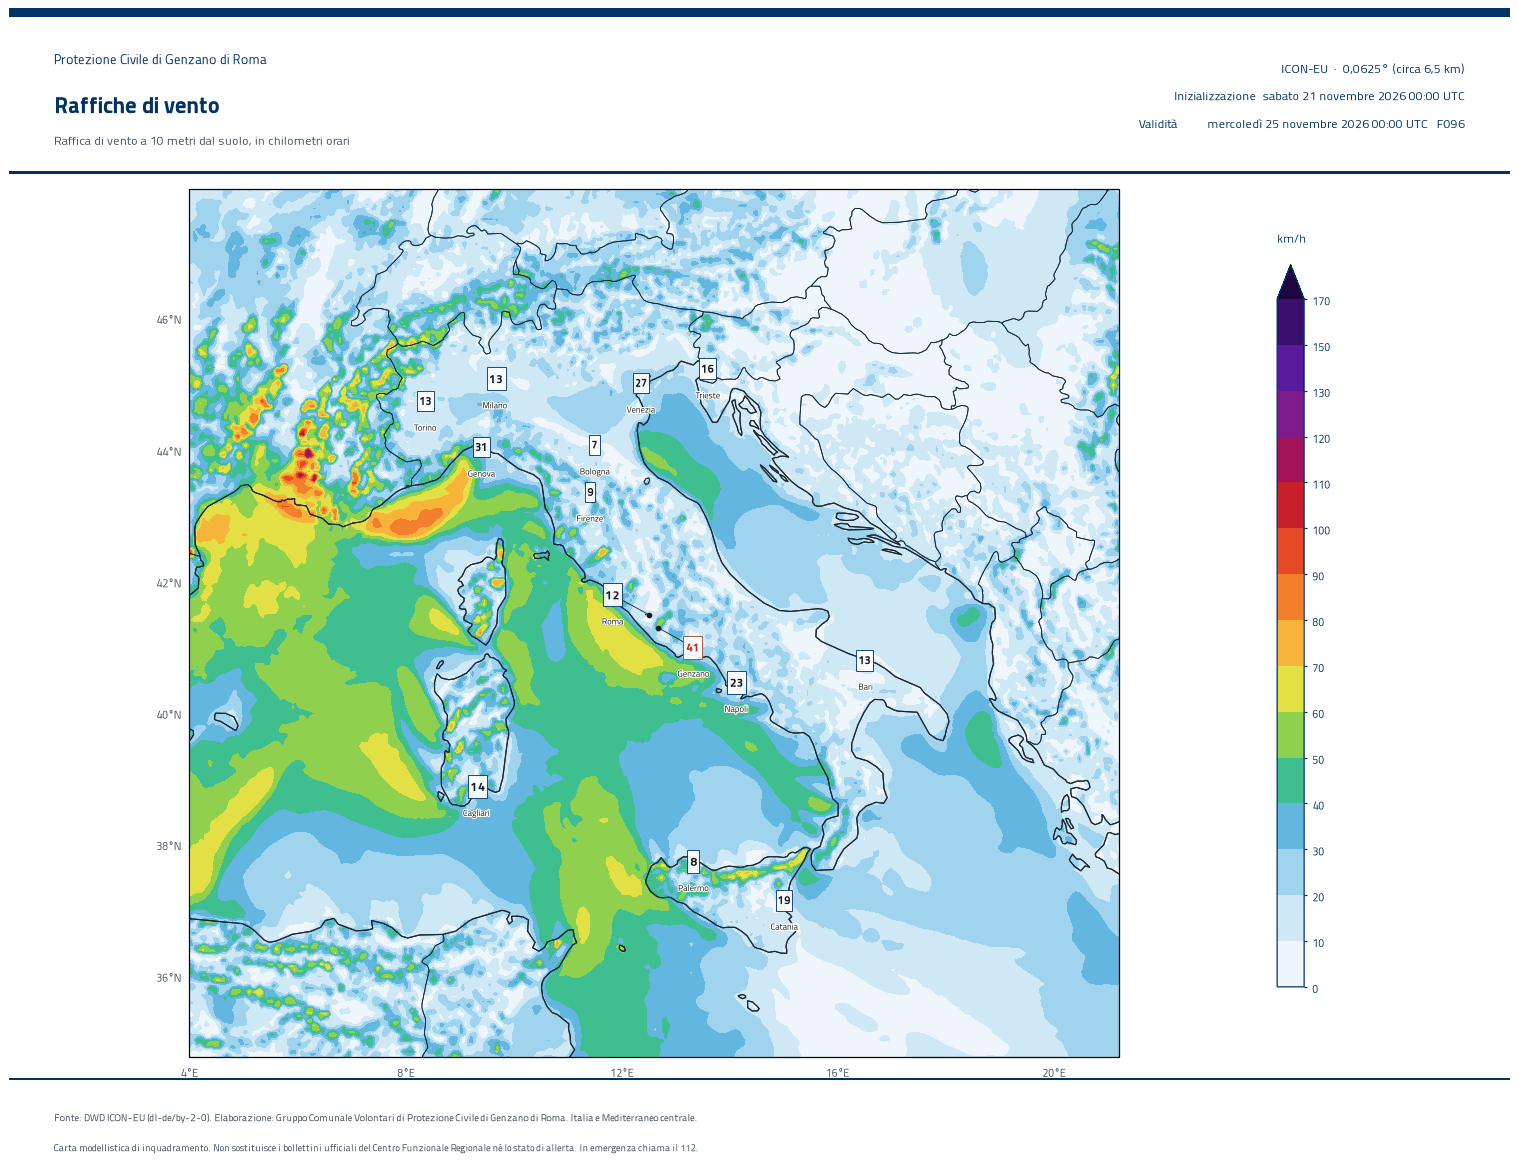 Protezione Civile di Genzano di Roma
Raffiche di vento
Raffica di vento a 10 metri dal suolo, in chilometri orari
ICON-EU · 0,0625° (circa 6,5 km)
Inizializzazione sabato 21 novembre 2026 00:00 UTC
Validità mercoledì 25 novembre 2026 00:00 UTC F096
km/h
170
150
130
120
110
100
90
80
70
60
50
40
30
20
10
0
46°N
44°N
42°N
40°N
38°N
36°N
4°E
8°E
12°E
16°E
20°E
16
Trieste
13
Milano
27
Venezia
13
Torino
31
Genova
7
Bologna
9
Firenze
12
Roma
41
Genzano
13
Bari
23
Napoli
14
Cagliari
8
Palermo
19
Catania
Fonte: DWD ICON-EU (dl-de/by-2-0). Elaborazione: Gruppo Comunale Volontari di Protezione Civile di Genzano di Roma. Italia e Mediterraneo centrale.
Carta modellistica di inquadramento. Non sostituisce i bollettini ufficiali del Centro Funzionale Regionale né lo stato di allerta. In emergenza chiama il 112.